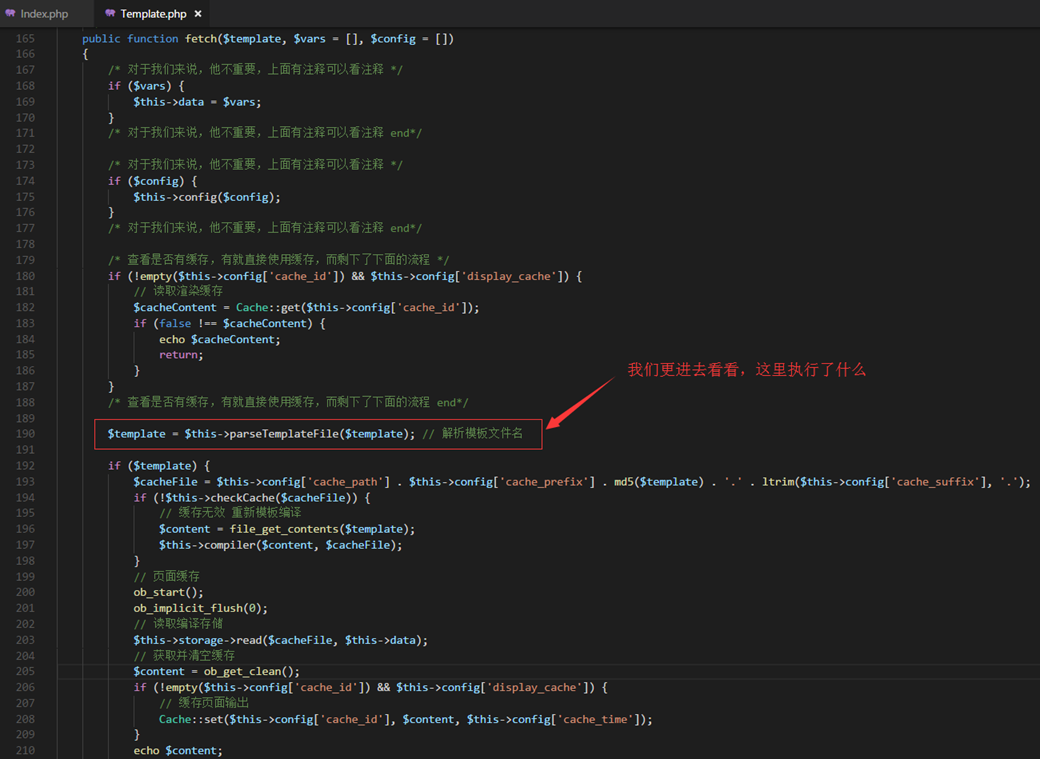 Index.php
Template.php ×
165 public function fetch($template, $vars = [], $config = [])
166 {
167 /* 对于我们来说，他不重要，上面有注释可以看注释 */
168 if ($vars) {
169 $this->data = $vars;
170 }
171 /* 对于我们来说，他不重要，上面有注释可以看注释 end*/
172
173 /* 对于我们来说，他不重要，上面有注释可以看注释 */
174 if ($config) {
175 $this->config($config);
176 }
177 /* 对于我们来说，他不重要，上面有注释可以看注释 end*/
178
179 /* 查看是否有缓存，有就直接使用缓存，而剩下了下面的流程 */
180 if (!empty($this->config['cache_id']) && $this->config['display_cache']) {
181 // 读取渲染缓存
182 $cacheContent = Cache::get($this->config['cache_id']);
183 if (false !== $cacheContent) {
184 echo $cacheContent;
185 return;
186 }
187 }
188 /* 查看是否有缓存，有就直接使用缓存，而剩下了下面的流程 end*/
我们更进去看看，这里执行了什么
189
190 $template = $this->parseTemplateFile($template); // 解析模板文件名
191
192 if ($template) {
193 $cacheFile = $this->config['cache_path'] . $this->config['cache_prefix'] . md5($template) . '.' . ltrim($this->config['cache_suffix'], '.');
194 if (!$this->checkCache($cacheFile)) {
195 // 缓存无效 重新模板编译
196 $content = file_get_contents($template);
197 $this->compiler($content, $cacheFile);
198 }
199 // 页面缓存
200 ob_start();
201 ob_implicit_flush(0);
202 // 读取编译存储
203 $this->storage->read($cacheFile, $this->data);
204 // 获取并清空缓存
205 $content = ob_get_clean();
206 if (!empty($this->config['cache_id']) && $this->config['display_cache']) {
207 // 缓存页面输出
208 Cache::set($this->config['cache_id'], $content, $this->config['cache_time']);
209 }
210 echo $content;